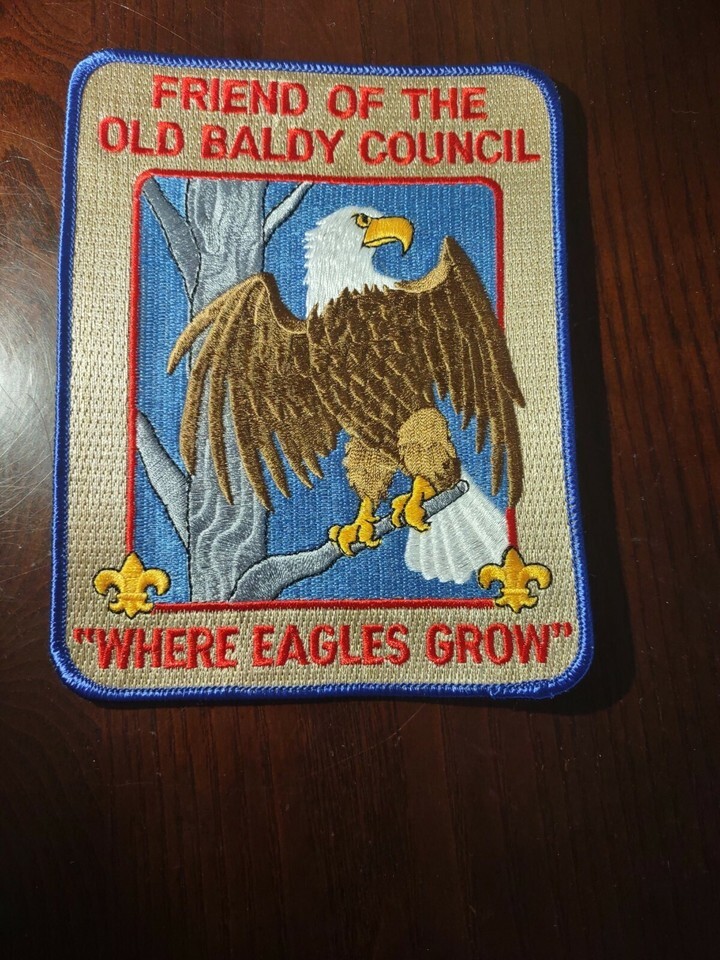 FRIEND OF THE
OLD BALDY COUNCIL
"WHERE EAGLES GROW"